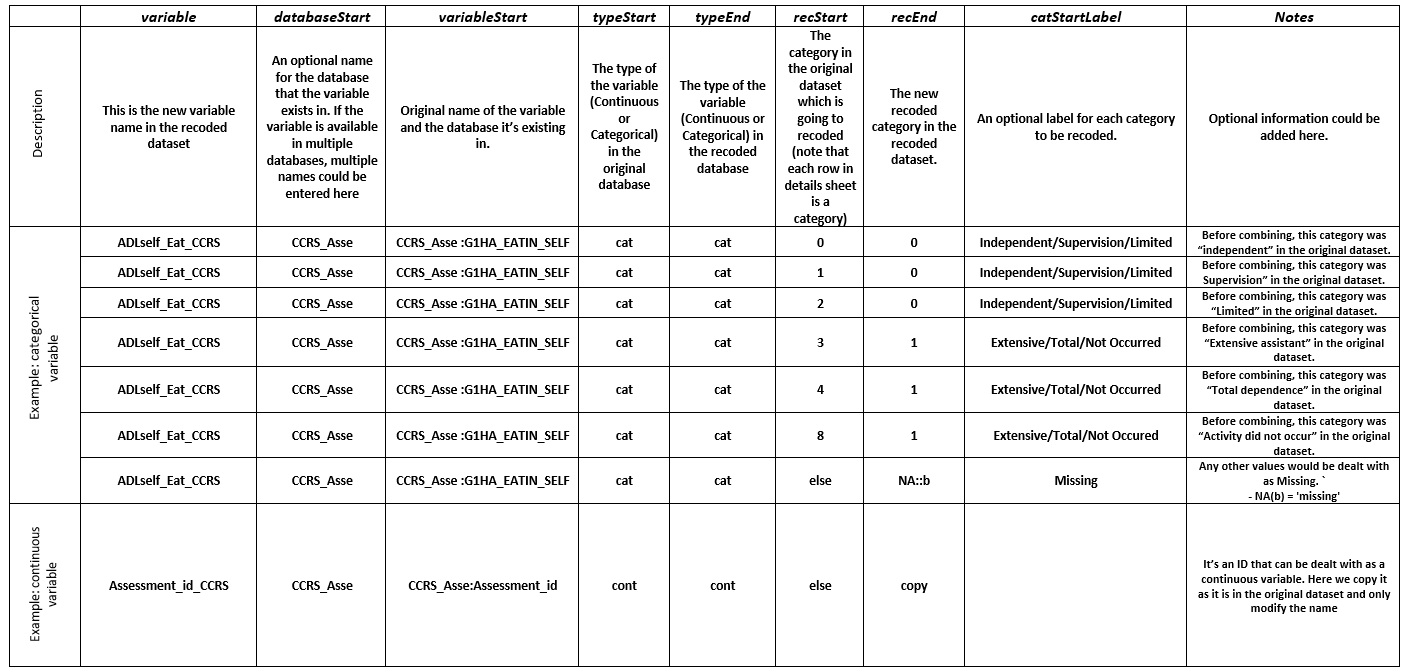 variable databaseStart variableStart typeStart typeEnd recStart recEnd catStartLabel Notes
Description
This is the new variable
name in the recoded
dataset
An optional name
for the database
that the variable
exists in. If the
variable is available
in multiple
databases, multiple
names could be
entered here
Original name of the variable
and the database it’s existing
in.
The type of
the variable
(Continuous
or
Categorical)
in the
original
database
The type of the
variable
(Continuous or
Categorical) in
the recoded
database
The
category in
the original
dataset
which is
going to
recoded
(note that
each row in
details sheet
is a
category)
The new
recoded
category in the
recoded
dataset.
An optional label for each category
to be recoded.
Optional information could be
added here.
Example: categorical
variable
ADLself_Eat_CCRS CCRS_Asse CCRS_Asse :G1HA_EATIN_SELF cat cat 0 0 Independent/Supervision/Limited
Before combining, this category was
“independent” in the original dataset.
ADLself_Eat_CCRS CCRS_Asse CCRS_Asse :G1HA_EATIN_SELF cat cat 1 0 Independent/Supervision/Limited
Before combining, this category was
Supervision” in the original dataset.
ADLself_Eat_CCRS CCRS_Asse CCRS_Asse :G1HA_EATIN_SELF cat cat 2 0 Independent/Supervision/Limited
Before combining, this category was
“Limited” in the original dataset.
ADLself_Eat_CCRS CCRS_Asse CCRS_Asse :G1HA_EATIN_SELF cat cat 3 1 Extensive/Total/Not Occurred
Before combining, this category was
“Extensive assistant” in the original
dataset.
ADLself_Eat_CCRS CCRS_Asse CCRS_Asse :G1HA_EATIN_SELF cat cat 4 1 Extensive/Total/Not Occurred
Before combining, this category was
“Total dependence” in the original
dataset.
ADLself_Eat_CCRS CCRS_Asse CCRS_Asse :G1HA_EATIN_SELF cat cat 8 1 Extensive/Total/Not Occured
Before combining, this category was
“Activity did not occur” in the original
dataset.
ADLself_Eat_CCRS CCRS_Asse CCRS_Asse :G1HA_EATIN_SELF cat cat else NA::b Missing
Any other values would be dealt with
as Missing. `
- NA(b) = 'missing'
Example: continuous
variable
Assessment_id_CCRS CCRS_Asse CCRS_Asse:Assessment_id cont cont else copy
It’s an ID that can be dealt with as a
continuous variable. Here we copy it
as it is in the original dataset and only
modify the name